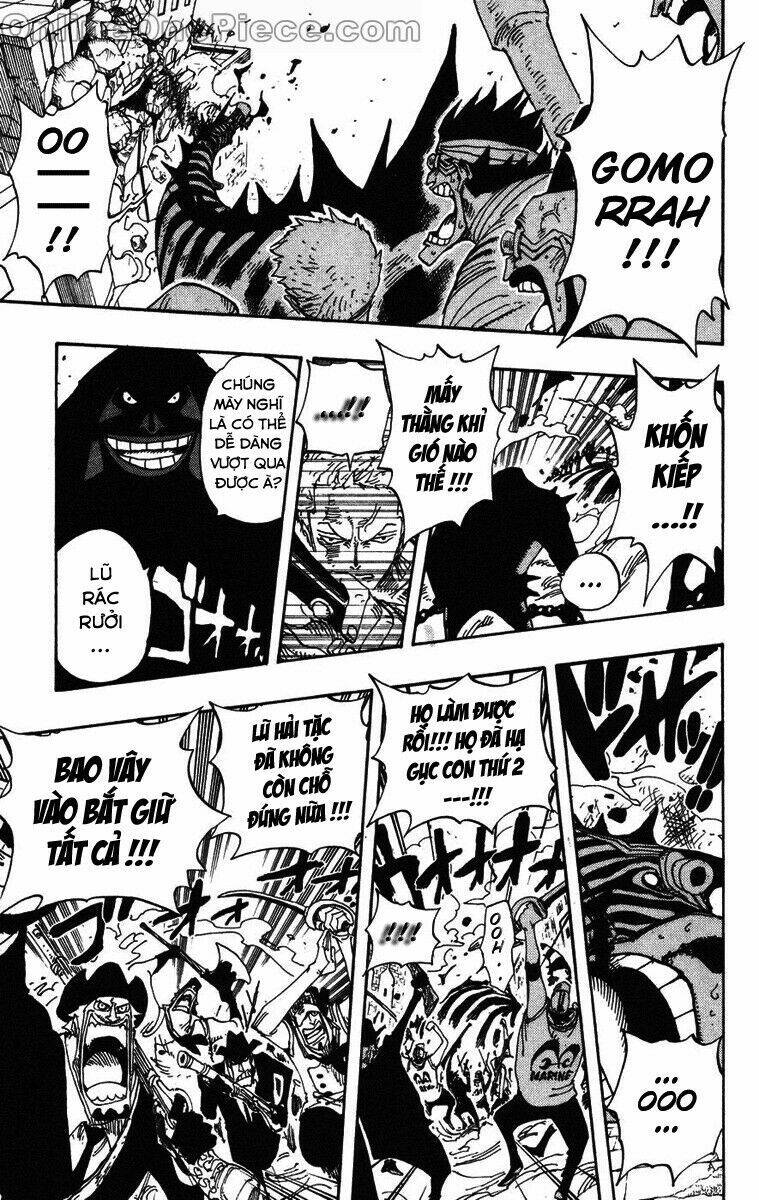 OnlineOnePiece.com
GOMO
RRAH
!!!
OO
—
—
!!
KHỐN
KIẾP
....!!
...
MẤY
THẰNG KHỈ
GIÓ NÀO
THẾ !!!
....!!
CHÚNG
MÀY NGHĨ
LÀ CÓ THỂ
DỄ DÀNG
VƯỢT QUA
ĐƯỢC À?
LŨ
RÁC
RƯỞI
...
ゴゴ
...
OOO
...
HỌ LÀM ĐƯỢC
RỒI!!! HỌ ĐÃ HẠ
GỤC CON THỨ 2
---!!!
OOH
!!!!
MARINE
LŨ HẢI TẶC
ĐÃ KHÔNG
CÒN CHỖ
ĐỨNG NỮA !!!
BAO VÂY
VÀO BẮT GIỮ
TẤT CẢ !!!